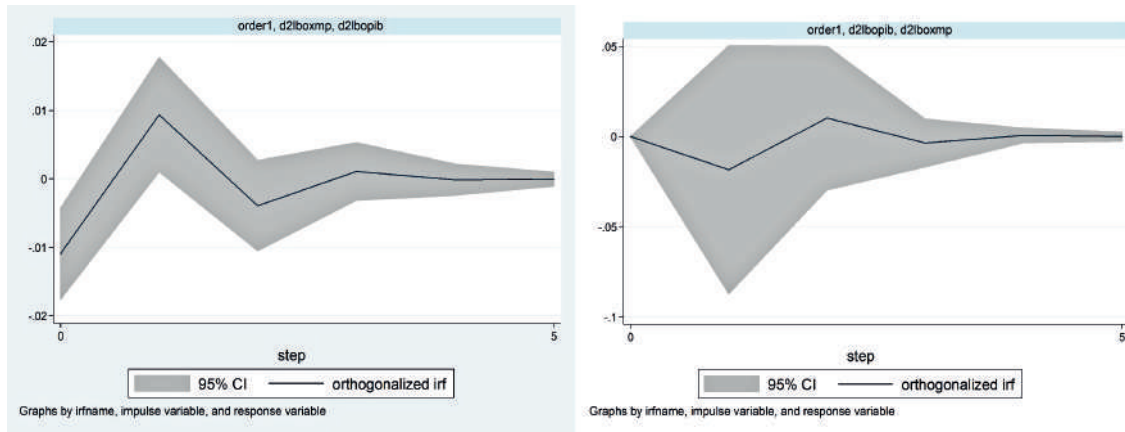 order1, d2lboxmp, d2lbopib
.02
.01
0
-.01
-.02
0
5
step
95% CI
orthogonalized irf
Graphs by irfname, impulse variable, and response variable
order1, d2lbopib, d2lboxmp
.05
0
-.05
-.1
0
5
step
95% CI
orthogonalized irf
Graphs by irfname, impulse variable, and response variable